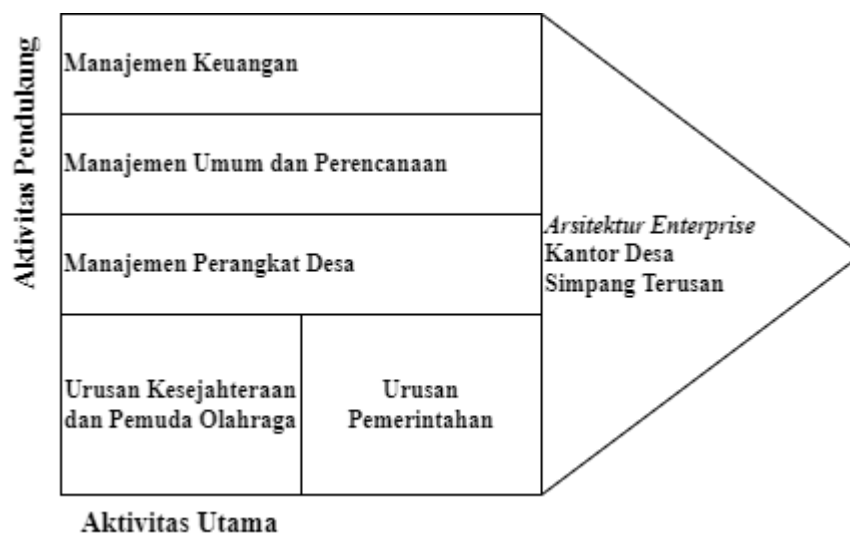 Aktivitas Pendukung
Manajemen Keuangan
Manajemen Umum dan Perencanaan
Manajemen Perangkat Desa
Arsitektur Enterprise
Kantor Desa
Simpang Terusan
Urusan Kesejahteraan
dan Pemuda Olahraga
Urusan
Pemerintahan
Aktivitas Utama